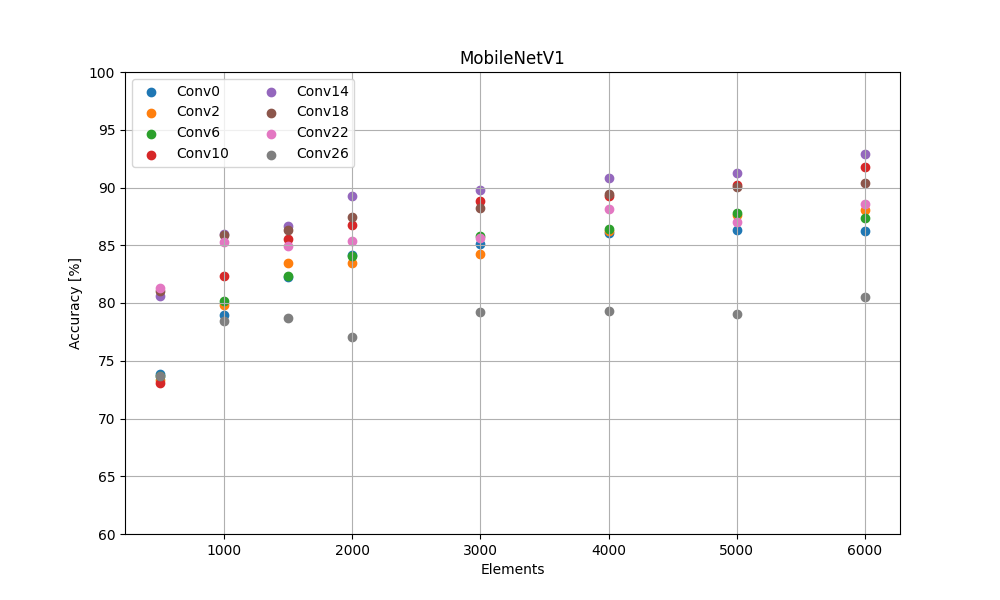 MobileNetV1
Conv0
Conv2
Conv6
Conv10
Conv14
Conv18
Conv22
Conv26
Accuracy [%]
100
95
90
85
80
75
70
65
60
1000 2000 3000 4000 5000 6000
Elements